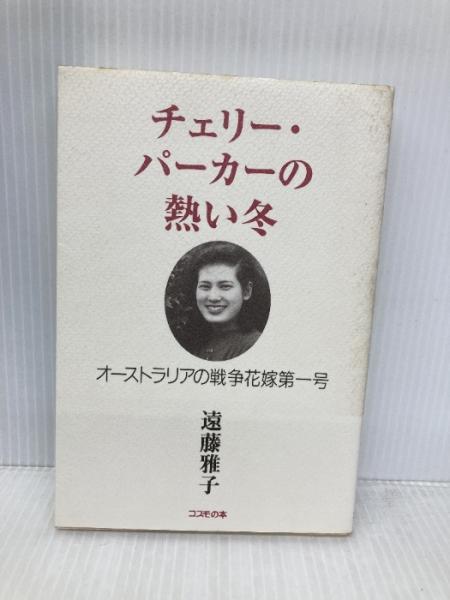 チェリー・
パーカーの
熱い冬
オーストラリアの戦争花嫁第一号
遠藤雅子
コスモの本